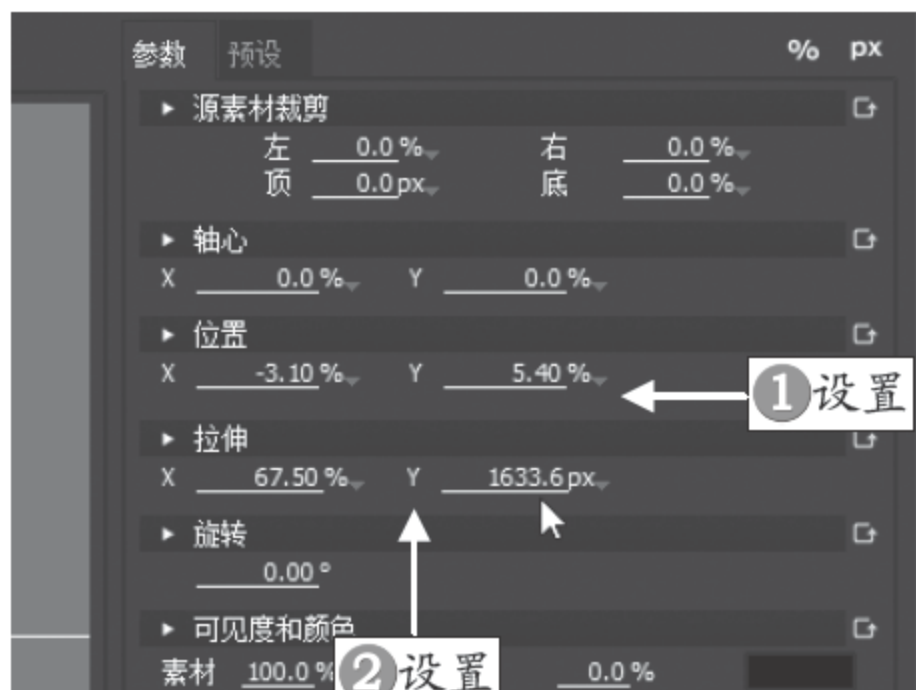 参数 预设 % px
源素材裁剪
左 0.0 % 右 0.0 %
顶 0.0 px 底 0.0 %
轴心
X 0.0 % Y 0.0 %
位置
X -3.10 % Y 5.40 %
1 设置
拉伸
X 67.50 % Y 1633.6 px
旋转
0.00 °
可见度和颜色
素材 100.0 % 2 设置 0.0 %